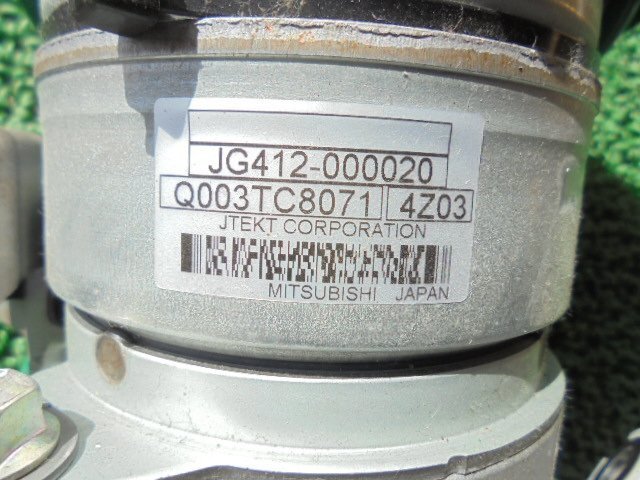 JG412-000020
Q003TC8071 4Z03
JTEKT CORPORATION
MITSUBISHI JAPAN